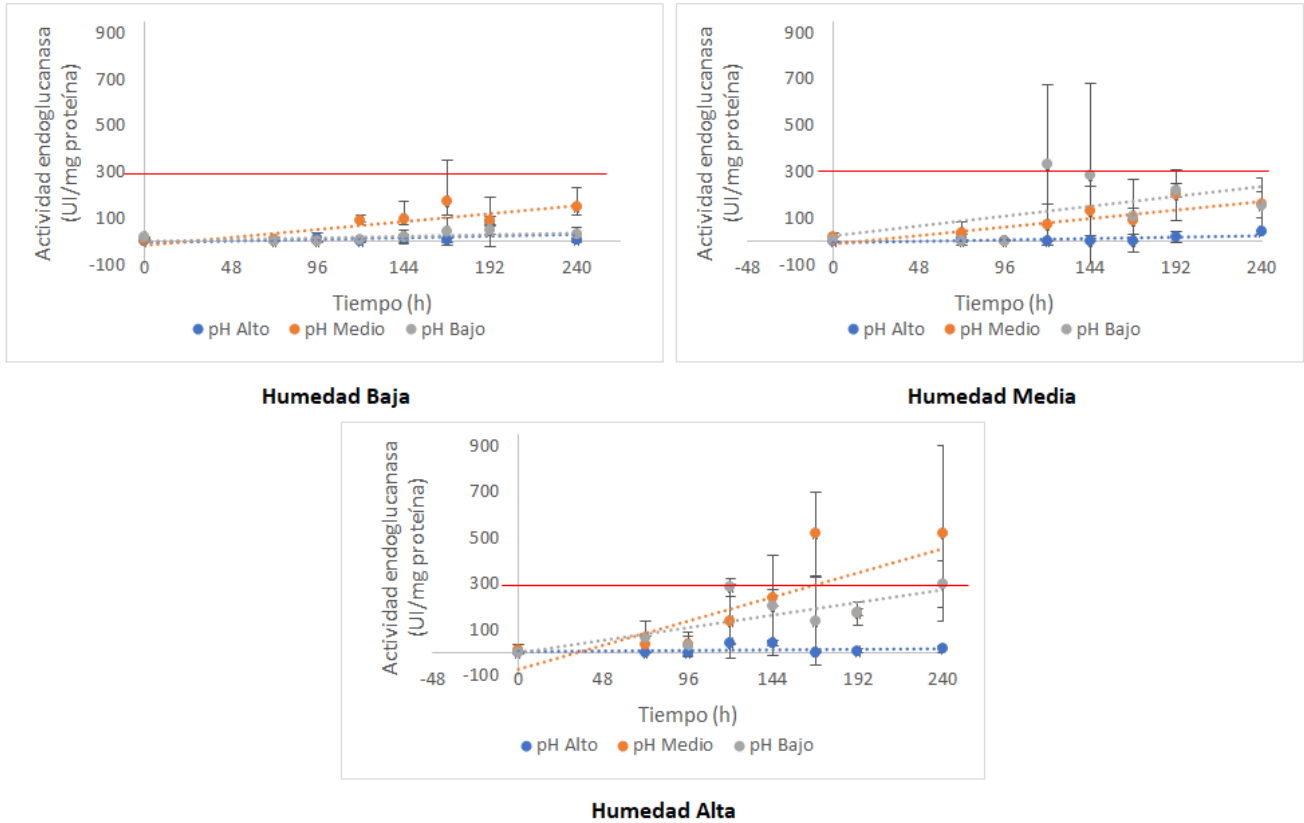 Actividad endoglucanasa
(UI/mg proteína)
900
700
500
300
100
-100
0 48 96 144 192 240
Tiempo (h)
pH Alto pH Medio pH Bajo
Humedad Baja
Actividad endoglucanasa
(UI/mg proteína)
900
700
500
300
100
-100
-48 0 48 96 144 192 240
Tiempo (h)
pH Alto pH Medio pH Bajo
Humedad Media
Actividad endoglucanasa
(UI/mg proteína)
900
700
500
300
100
-100
-48 0 48 96 144 192 240
Tiempo (h)
pH Alto pH Medio pH Bajo
Humedad Alta